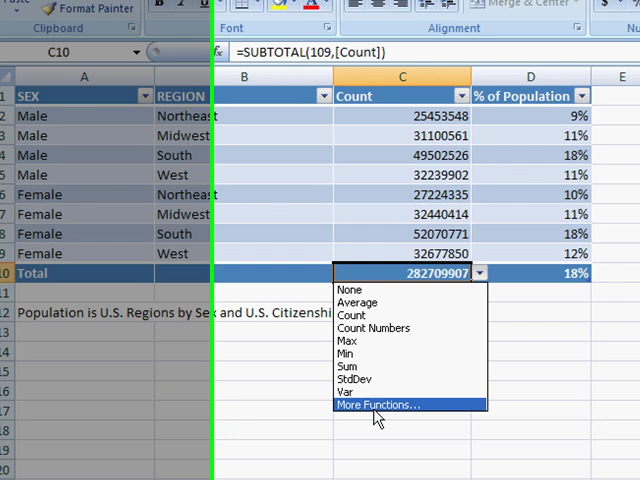 Format Painter
B I U
Merge & Center
$ %
Clipboard Font Alignment
C10 fx =SUBTOTAL(109,[Count])
A B C D E
1 SEX REGION Count % of Population
2 Male Northeast 25453548 9%
3 Male Midwest 31100561 11%
4 Male South 49502526 18%
5 Male West 32239902 11%
6 Female Northeast 27224335 10%
7 Female Midwest 32440414 11%
8 Female South 52070771 18%
9 Female West 32677850 12%
10 Total 282709907 18%
11
None
Average
12 Population is U.S. Regions by Sex and U.S. Citizenshi
Count
13
Count Numbers
14
Max
Min
15
Sum
StdDev
16
Var
17
More Functions...
18
19
20